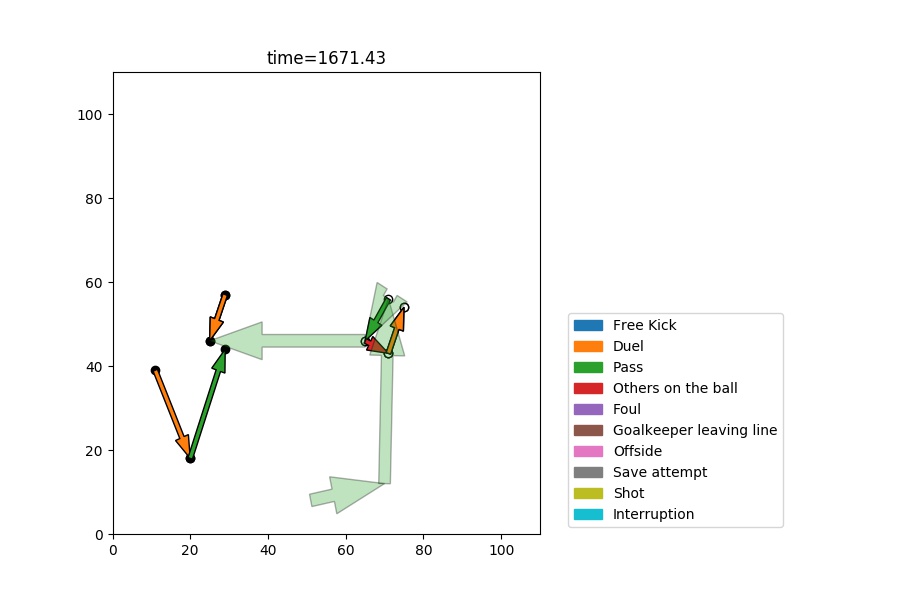 time=1671.43
100
80
60
40
20
0
0 20 40 60 80 100
Free Kick
Duel
Pass
Others on the ball
Foul
Goalkeeper leaving line
Offside
Save attempt
Shot
Interruption